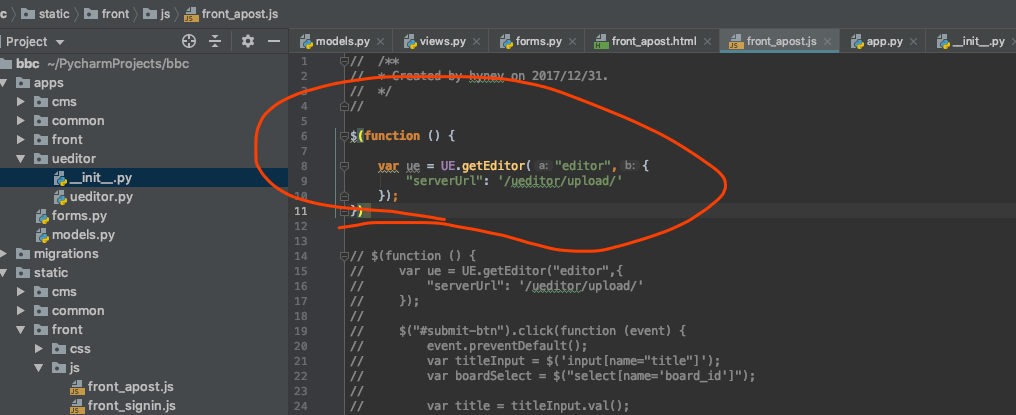 c static front js front_apost.js
Project
models.py views.py forms.py front_apost.html front_apost.js app.py __init__.py
bbc ~/PycharmProjects/bbc
apps
cms
common
front
ueditor
__init__.py
ueditor.py
forms.py
models.py
migrations
static
cms
common
front
css
js
front_apost.js
front_signin.js
1 // /**
2 // * Created by hynev on 2017/12/31.
3 // */
4 //
5
6 $(function () {
7
8 var ue = UE.getEditor( a: "editor", b: {
9 "serverUrl": '/ueditor/upload/'
10 });
11 })
12
13
14 // $(function () {
15 // var ue = UE.getEditor("editor",{
16 // "serverUrl": '/ueditor/upload/'
17 // });
18 //
19 // $("#submit-btn").click(function (event) {
20 // event.preventDefault();
21 // var titleInput = $('input[name="title"]');
22 // var boardSelect = $("select[name='board_id']");
23 //
24 // var title = titleInput.val();